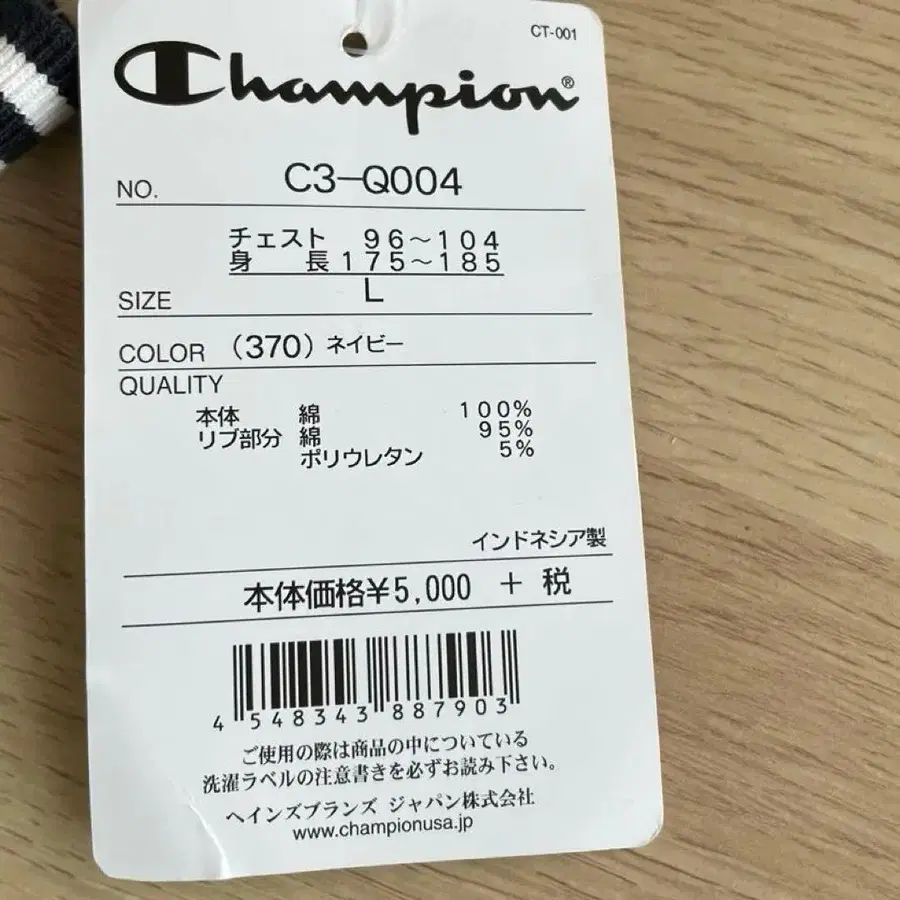 CT-001
Champion®
NO. C3-Q004
チェスト 96～104
身 長 175～185
SIZE L
COLOR (370) ネイビー
QUALITY
本体 綿 100%
リブ部分 綿 95%
ポリウレタン 5%
インドネシア製
本体価格¥5,000 + 税
4 548343 887903
ご使用の際は商品の中についている
洗濯ラベルの注意書きを必ずお読み下さい。
ヘインズブランズ ジャパン株式会社
www.championusa.jp